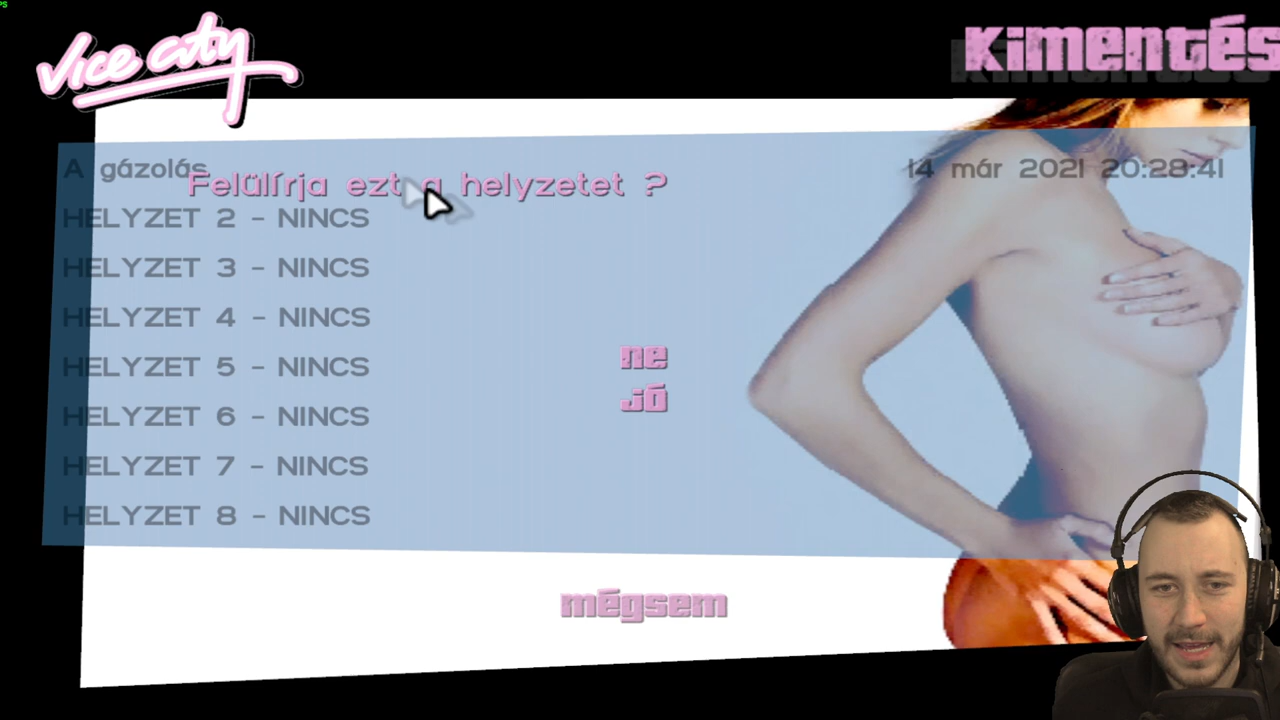 PS
Vice City
Kimentés
A gázolás 14 már 2021 20:28:41
Felülírja ezt a helyzetet ?
HELYZET 2 - NINCS
HELYZET 3 - NINCS
HELYZET 4 - NINCS
HELYZET 5 - NINCS
HELYZET 6 - NINCS
HELYZET 7 - NINCS
HELYZET 8 - NINCS
ne
jó
mégsem